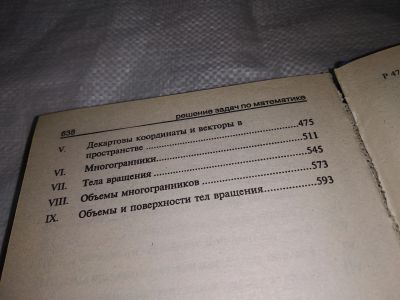 638
решение задач по математике
V. Декартовы координаты и векторы в
пространстве ..................................................475
VI. Многогранники............................................511
VII. Тела вращения .............................................545
VIII. Объемы многогранников ..............................573
IX. Объемы и поверхности тел вращения..............593
Р 47